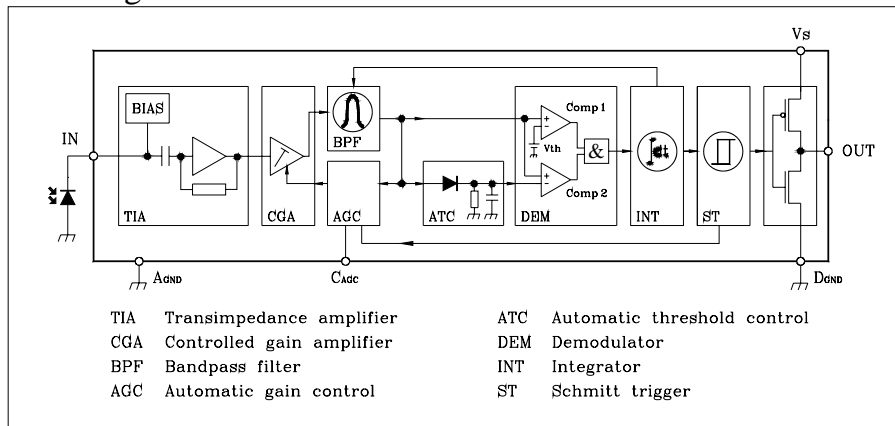 Vs
Comp 1
BIAS
IN
Vth
&
OUT
BPF
Comp 2
∫dt
TIA
CGA
AGC
ATC
DEM
INT
ST
AGND
CAGC
DGND
TIA Transimpedance amplifier
CGA Controlled gain amplifier
BPF Bandpass filter
AGC Automatic gain control
ATC Automatic threshold control
DEM Demodulator
INT Integrator
ST Schmitt trigger